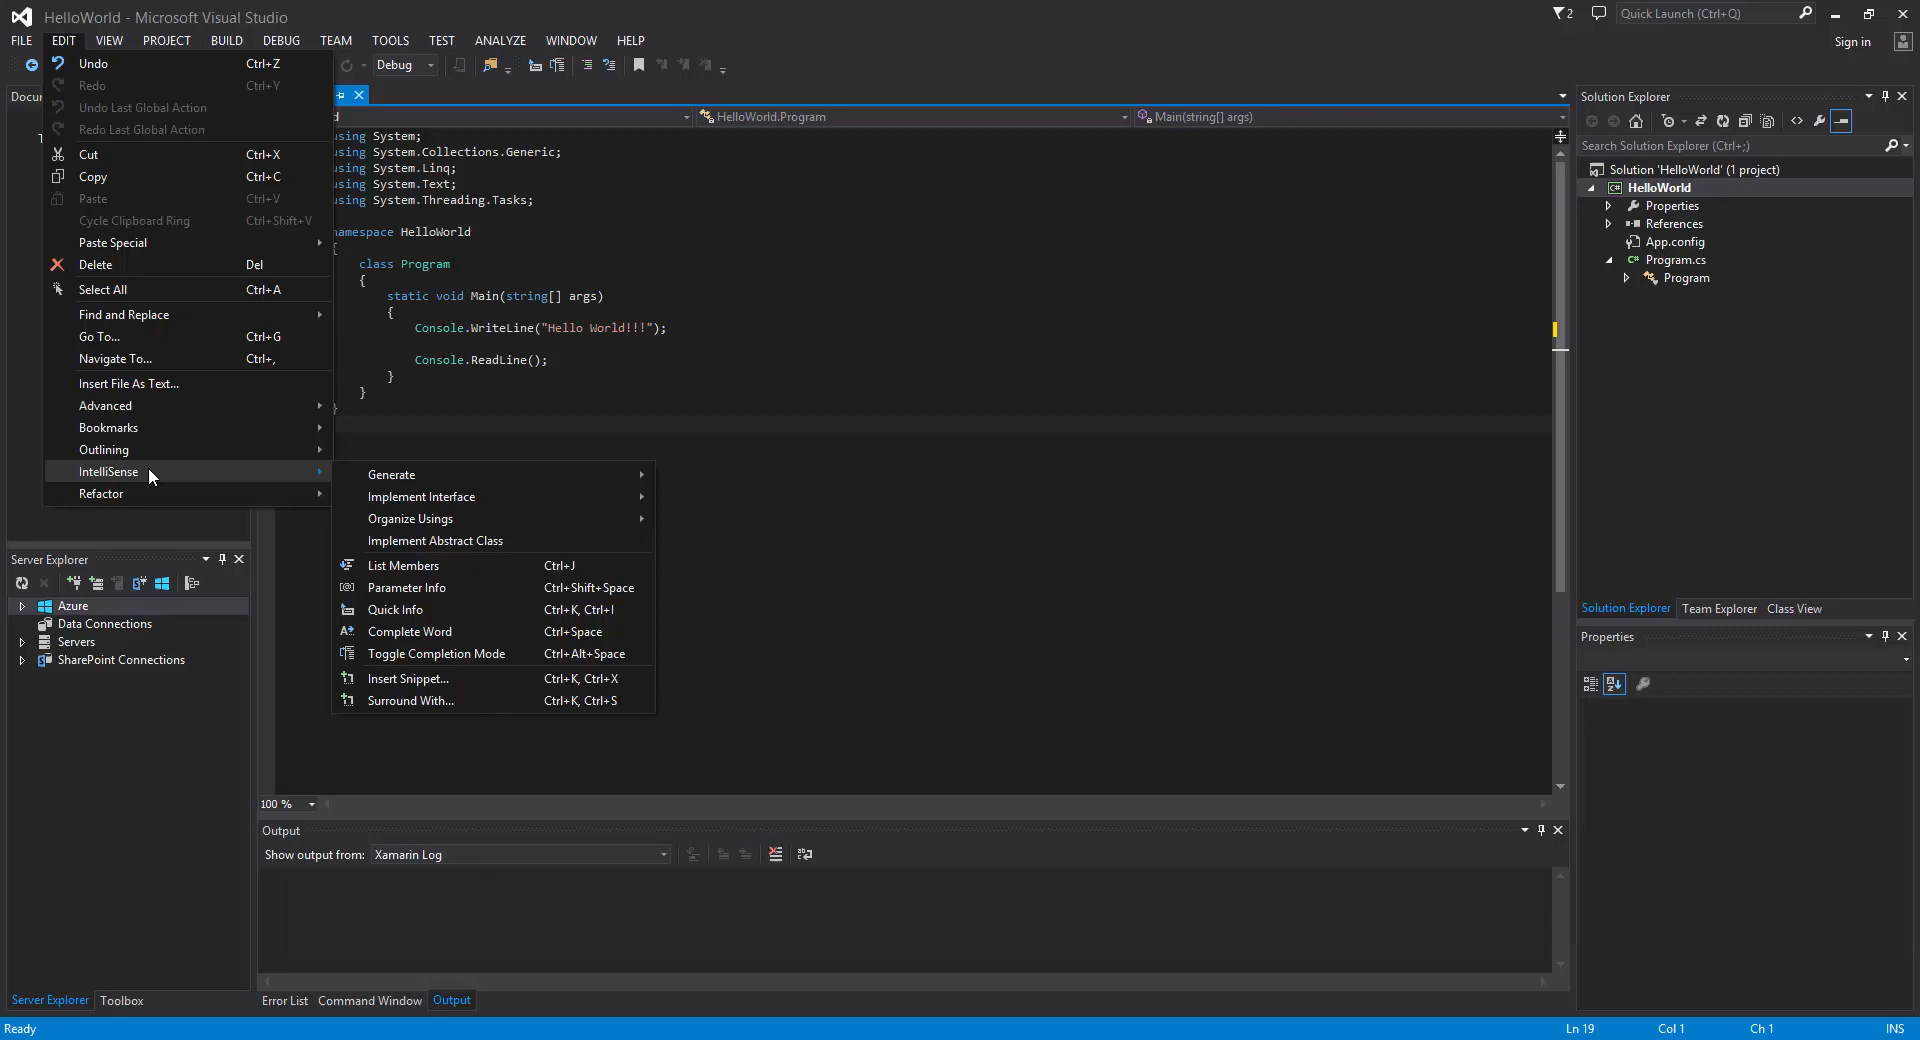 HelloWorld - Microsoft Visual Studio
2
Quick Launch (Ctrl+Q)
FILE EDIT VIEW PROJECT BUILD DEBUG TEAM TOOLS TEST ANALYZE WINDOW HELP
Sign in
Debug
Undo Ctrl+Z
Redo Ctrl+Y
Undo Last Global Action
Redo Last Global Action
Cut Ctrl+X
Copy Ctrl+C
Paste Ctrl+V
Cycle Clipboard Ring Ctrl+Shift+V
Paste Special
Delete Del
Select All Ctrl+A
Find and Replace
Go To... Ctrl+G
Navigate To... Ctrl+,
Insert File As Text...
Advanced
Bookmarks
Outlining
IntelliSense
Refactor
Generate
Implement Interface
Organize Usings
Implement Abstract Class
List Members Ctrl+J
Parameter Info Ctrl+Shift+Space
Quick Info Ctrl+K, Ctrl+I
Complete Word Ctrl+Space
Toggle Completion Mode Ctrl+Alt+Space
Insert Snippet... Ctrl+K, Ctrl+X
Surround With... Ctrl+K, Ctrl+S
Docu
HelloWorld.Program
Main(string[] args)
using System;
using System.Collections.Generic;
using System.Linq;
using System.Text;
using System.Threading.Tasks;
namespace HelloWorld
{
class Program
{
static void Main(string[] args)
{
Console.WriteLine("Hello World!!!");
Console.ReadLine();
}
}
}
100 %
Server Explorer
Azure
Data Connections
Servers
SharePoint Connections
Server Explorer Toolbox
Output
Show output from: Xamarin Log
Error List Command Window Output
Solution Explorer
Search Solution Explorer (Ctrl+;)
Solution 'HelloWorld' (1 project)
HelloWorld
Properties
References
App.config
Program.cs
Program
Solution Explorer Team Explorer Class View
Properties
Ready
Ln 19 Col 1 Ch 1 INS